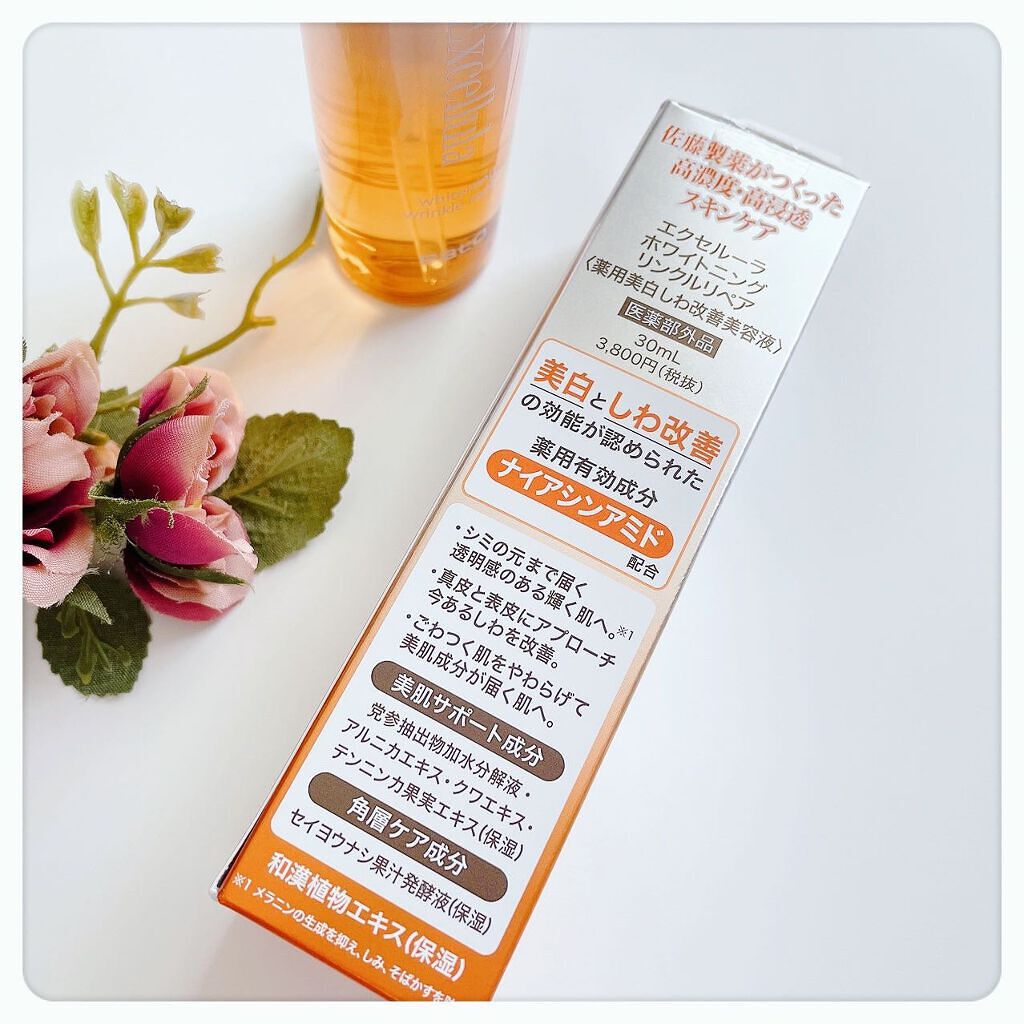 Excellula
whitening
wrinkle repair
sato
佐藤製薬がつくった
高濃度・高浸透
スキンケア
エクセルーラ
ホワイトニング
リンクルリペア
〈薬用美白しわ改善美容液〉
医薬部外品
30mL
3,800円(税抜)
美白としわ改善
の効能が認められた
薬用有効成分
ナイアシンアミド
配合
・シミの元まで届く
透明感のある輝く肌へ。※1
・真皮と表皮にアプローチ
今あるしわを改善。
・ごわつく肌をやわらげて
美肌成分が届く肌へ。
美肌サポート成分
党参抽出物加水分解液・
アルニカエキス・クワエキス・
テンニンカ果実エキス(保湿)
角層ケア成分
セイヨウナシ果汁発酵液(保湿)
和漢植物エキス(保湿)
※1 メラニンの生成を抑え、しみ、そばかすを